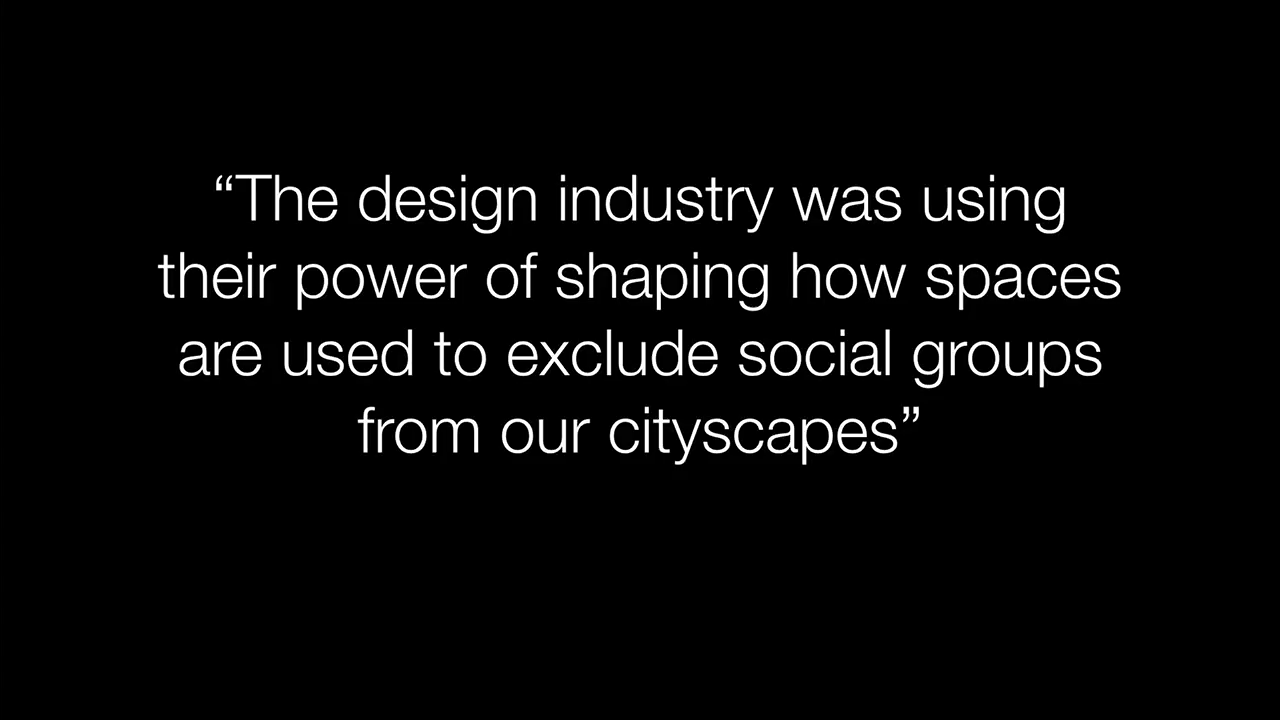 “The design industry was using
their power of shaping how spaces
are used to exclude social groups
from our cityscapes”